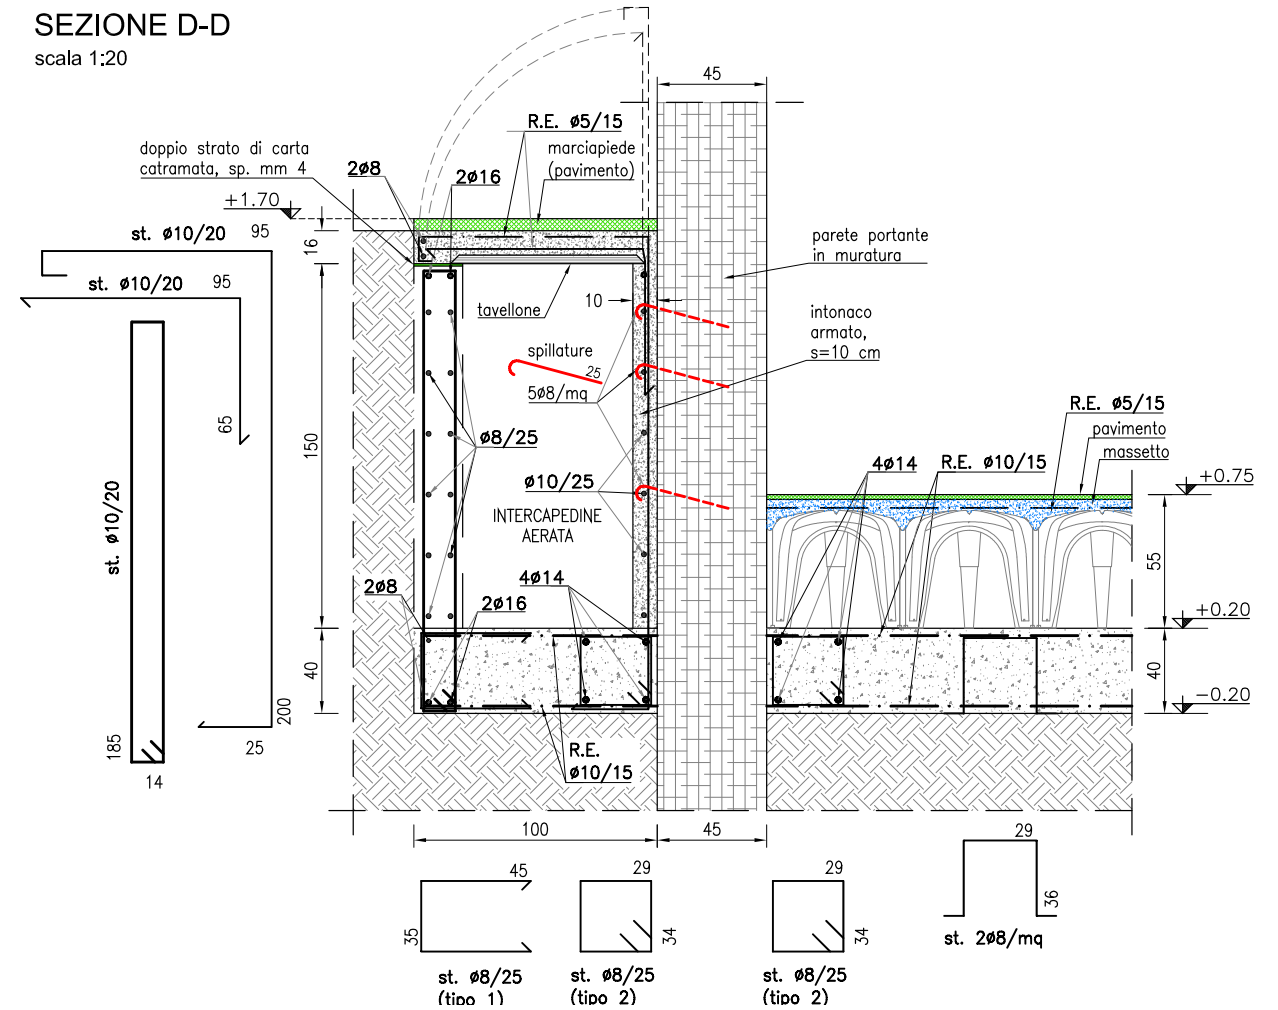 SEZIONE D-D
scala 1:20
45
R.E. ø5/15
marciapiede
(pavimento)
doppio strato di carta
catramata, sp. mm 4
2ø8
2ø16
+1.70
16
st. ø10/20
95
st. ø10/20
95
parete portante
in muratura
tavellone
10
intonaco
armato,
s=10 cm
spillature
25
5ø8/mq
65
150
ø8/25
R.E. ø5/15
pavimento
massetto
4ø14
R.E. ø10/15
+0.75
st. ø10/20
ø10/25
INTERCAPEDINE
AERATA
55
2ø8
4ø14
2ø16
+0.20
40
40
200
-0.20
185
25
14
R.E.
ø10/15
100
45
29
45
29
36
35
34
34
st. 2ø8/mq
st. ø8/25
(tipo 1)
st. ø8/25
(tipo 2)
st. ø8/25
(tipo 2)